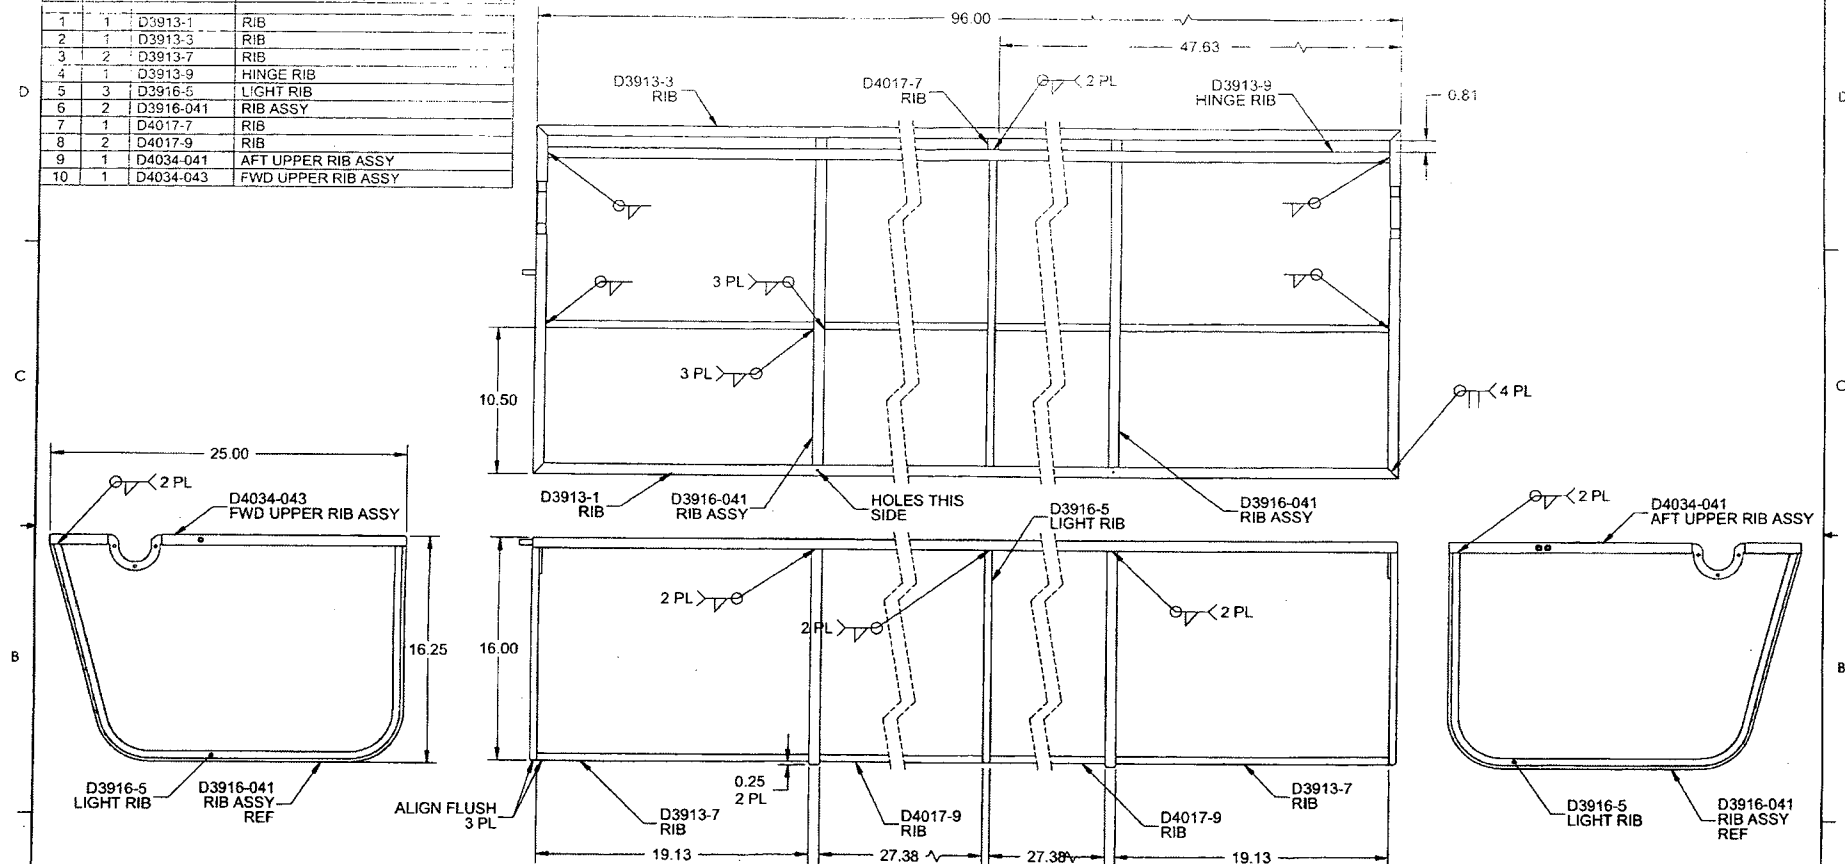 1 1 D3913-1 RIB
2 1 D3913-3 RIB
3 2 D3913-7 RIB
4 1 D3913-9 HINGE RIB
5 3 D3916-5 LIGHT RIB
6 2 D3916-041 RIB ASSY
7 1 D4017-7 RIB
8 2 D4017-9 RIB
9 1 D4034-041 AFT UPPER RIB ASSY
10 1 D4034-043 FWD UPPER RIB ASSY
96.00
47.63
D3913-3
RIB
D4017-7
RIB
2 PL
D3913-9
HINGE RIB
0.81
D
D
3 PL
3 PL
10.50
4 PL
C
C
D3913-1
RIB
D3916-041
RIB ASSY
HOLES THIS
SIDE
D3916-041
RIB ASSY
25.00
2 PL
D4034-043
FWD UPPER RIB ASSY
16.25
D3916-5
LIGHT RIB
D3916-041
RIB ASSY
REF
D3916-5
LIGHT RIB
16.00
2 PL
2 PL
2 PL
0.25
2 PL
ALIGN FLUSH
3 PL
D3913-7
RIB
D4017-9
RIB
D4017-9
RIB
D3913-7
RIB
19.13
27.38
27.38
19.13
2 PL
D4034-041
AFT UPPER RIB ASSY
D3916-5
LIGHT RIB
D3916-041
RIB ASSY
REF
B
B